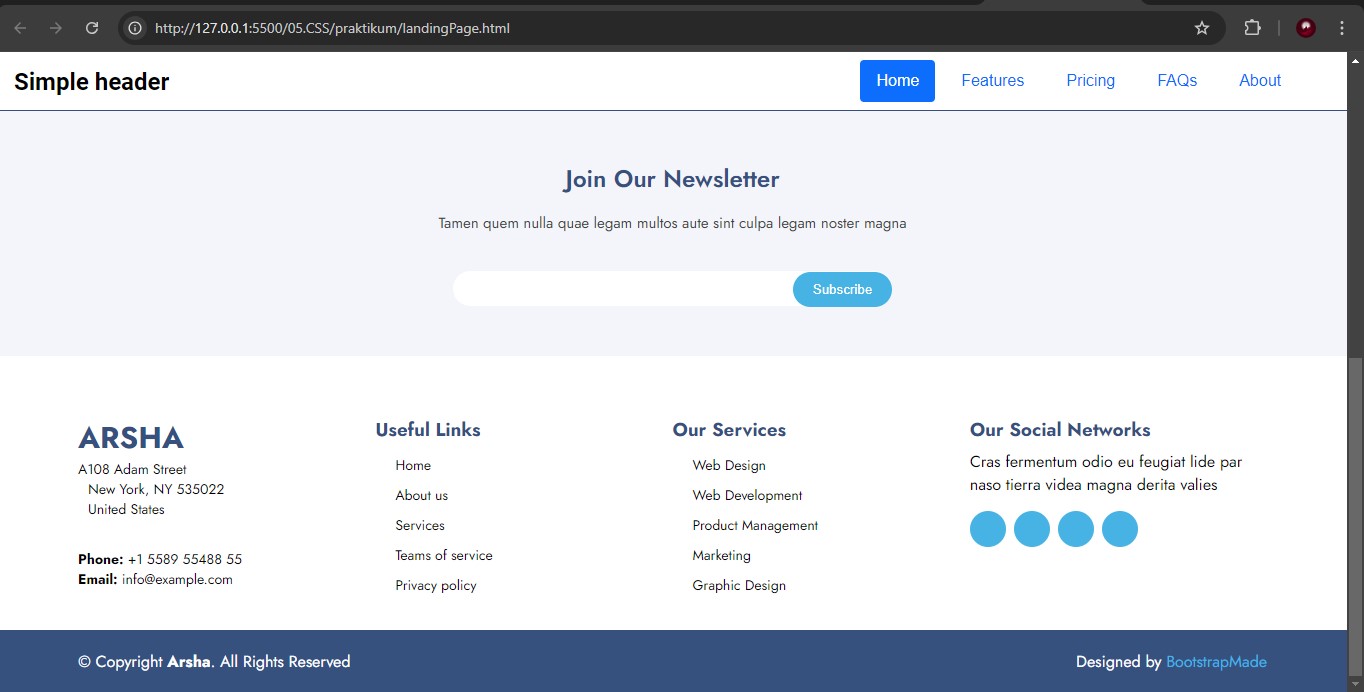 http://127.0.0.1:5500/05.CSS/praktikum/landingPage.html
Simple header
Home
Features
Pricing
FAQs
About
Join Our Newsletter
Tamen quem nulla quae legam multos aute sint culpa legam noster magna
Subscribe
ARSHA
A108 Adam Street
New York, NY 535022
United States
Phone: +1 5589 55488 55
Email: info@example.com
Useful Links
Home
About us
Services
Teams of service
Privacy policy
Our Services
Web Design
Web Development
Product Management
Marketing
Graphic Design
Our Social Networks
Cras fermentum odio eu feugiat lide par
naso tierra videa magna derita valies
© Copyright Arsha. All Rights Reserved
Designed by BootstrapMade